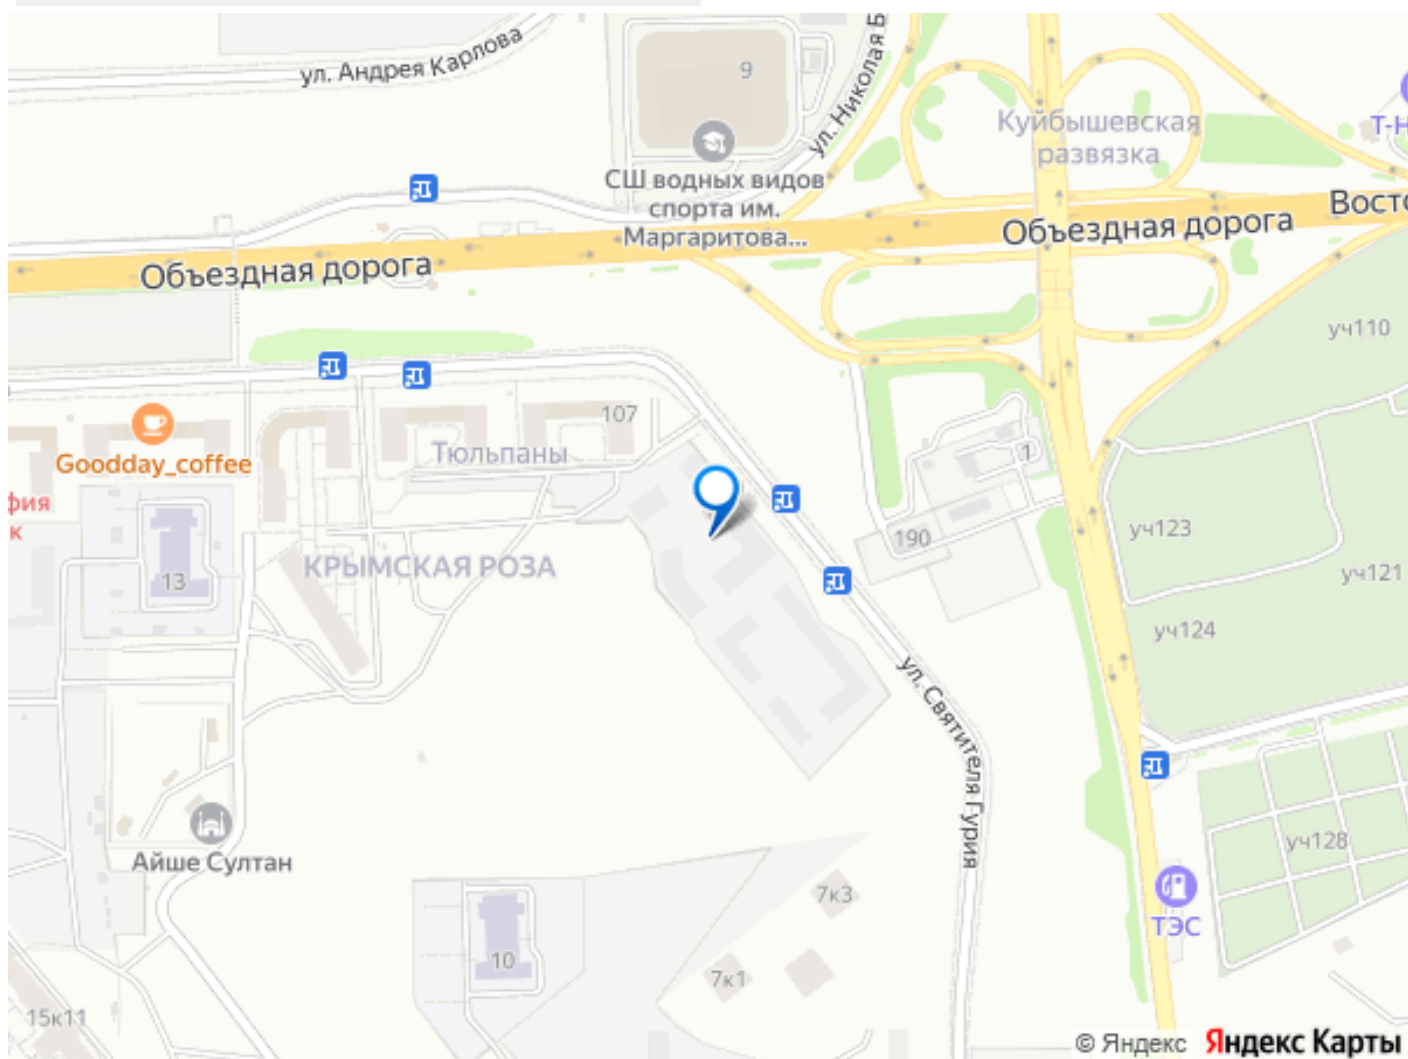 ул. Андрея Карлова
9
ул. Николая Б
Куйбышевская
развязка
Т-Н
СШ водных видов
спорта им.
Маргаритова...
Объездная дорога
Объездная дорога
Восто
уч110
107
Тюльпаны
Goodday_coffee
фия
к
1
190
уч123
КРЫМСКАЯ РОЗА
13
уч121
уч124
ул. Святителя Гурия
уч128
Айше Султан
7к3
ТЭС
10
7к1
15к11
© Яндекс Яндекс Карты